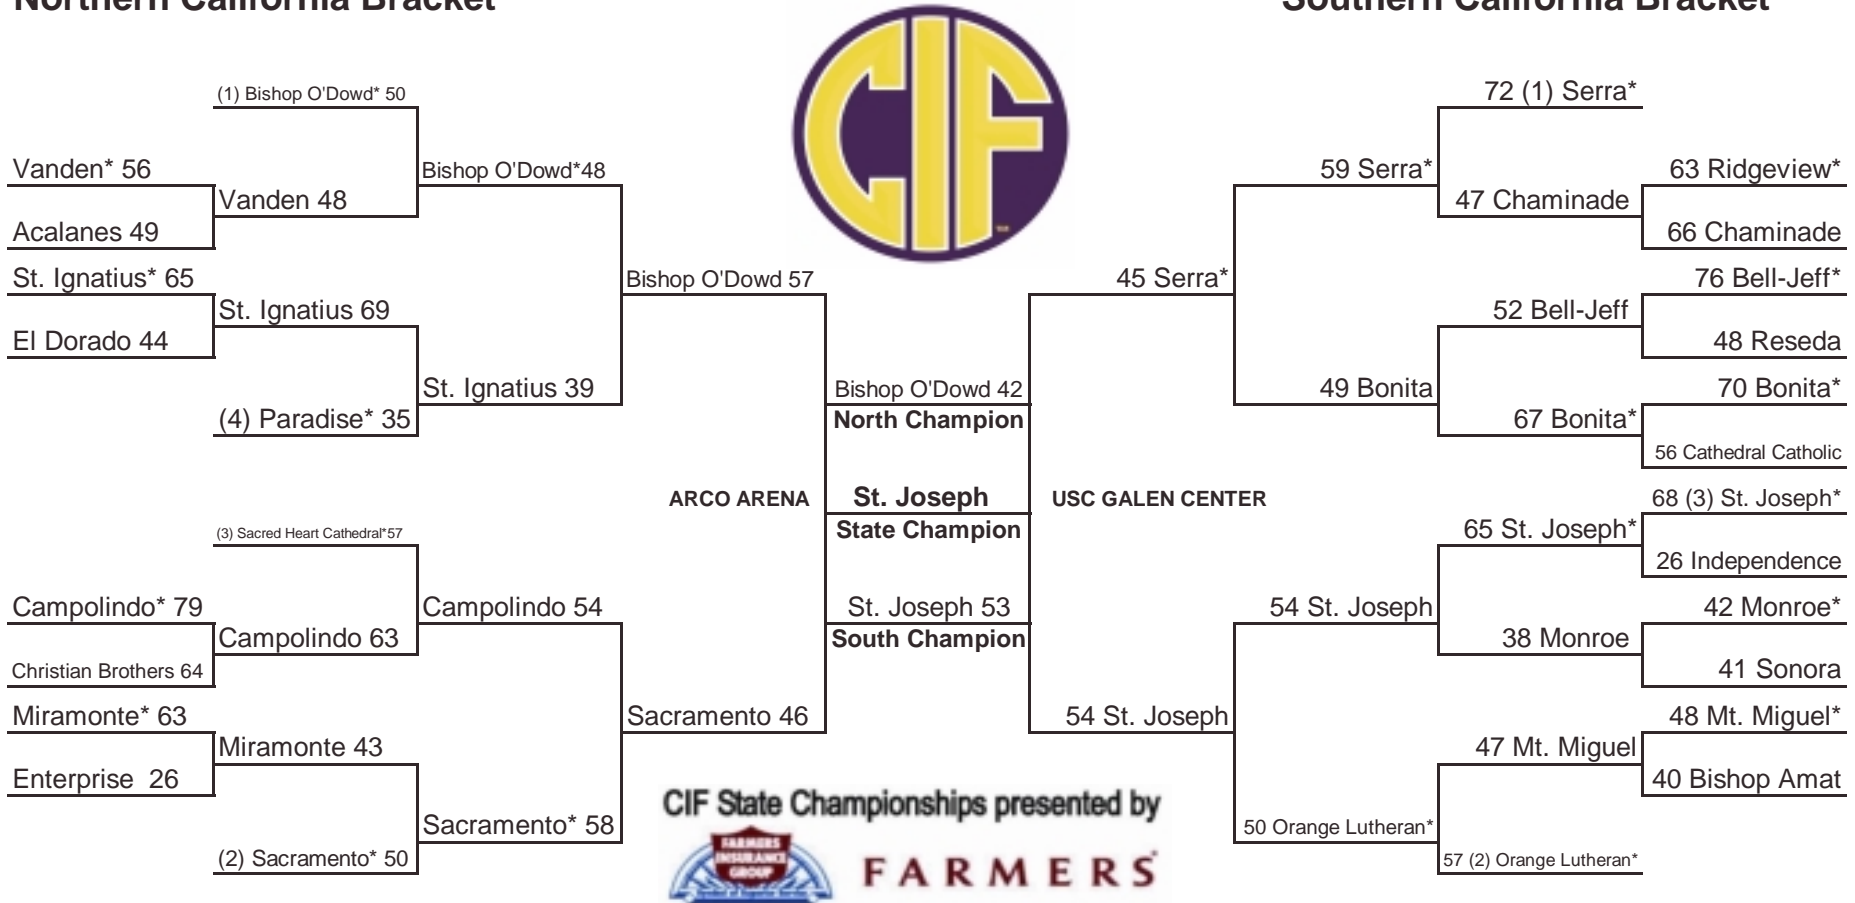 Northern California Bracket
Southern California Bracket
CIF
(1) Bishop O'Dowd* 50
Vanden* 56
Bishop O'Dowd*48
Vanden 48
Acalanes 49
St. Ignatius* 65
Bishop O'Dowd 57
St. Ignatius 69
El Dorado 44
St. Ignatius 39
(4) Paradise* 35
Bishop O'Dowd 42
North Champion
ARCO ARENA
St. Joseph
State Champion
USC GALEN CENTER
(3) Sacred Heart Cathedral*57
Campolindo* 79
Campolindo 54
Campolindo 63
Christian Brothers 64
St. Joseph 53
South Champion
Miramonte* 63
Sacramento 46
Miramonte 43
Enterprise 26
Sacramento* 58
(2) Sacramento* 50
72 (1) Serra*
59 Serra*
63 Ridgeview*
47 Chaminade
66 Chaminade
45 Serra*
76 Bell-Jeff*
52 Bell-Jeff
48 Reseda
49 Bonita
70 Bonita*
67 Bonita*
56 Cathedral Catholic
68 (3) St. Joseph*
65 St. Joseph*
26 Independence
54 St. Joseph
42 Monroe*
38 Monroe
41 Sonora
54 St. Joseph
48 Mt. Miguel*
47 Mt. Miguel
40 Bishop Amat
50 Orange Lutheran*
57 (2) Orange Lutheran*
CIF State Championships presented by
FARMERS
INSURANCE
GROUP
FARMERS